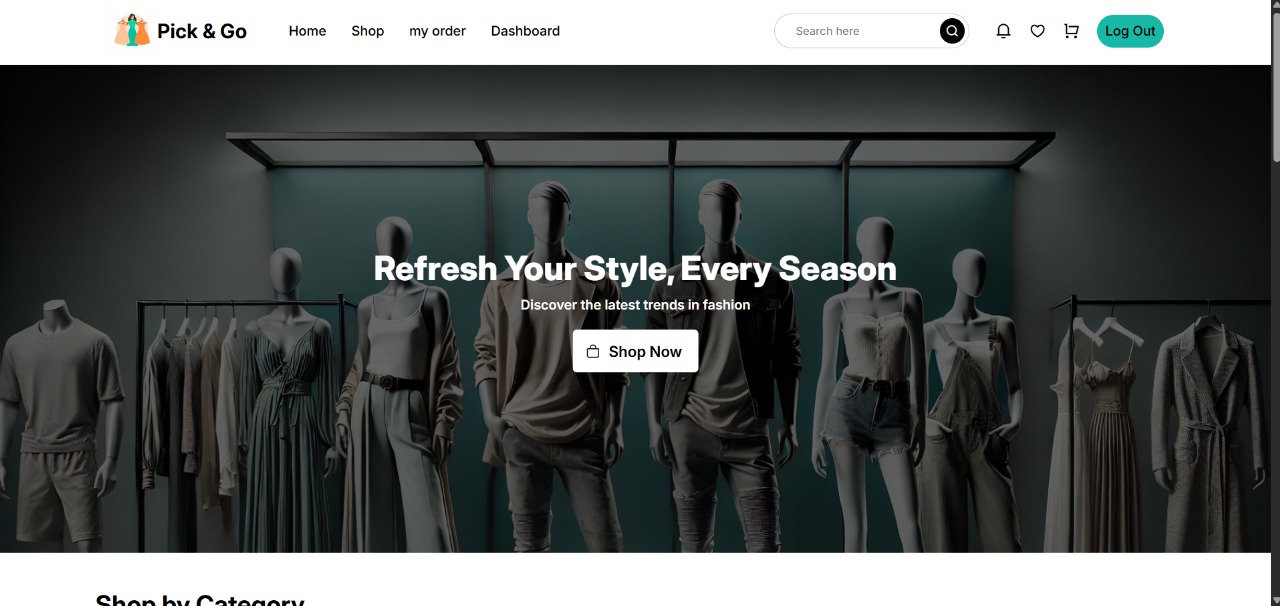 Pick & Go
Home
Shop
my order
Dashboard
Search here
Log Out
Refresh Your Style, Every Season
Discover the latest trends in fashion
Shop Now
Shop by Category